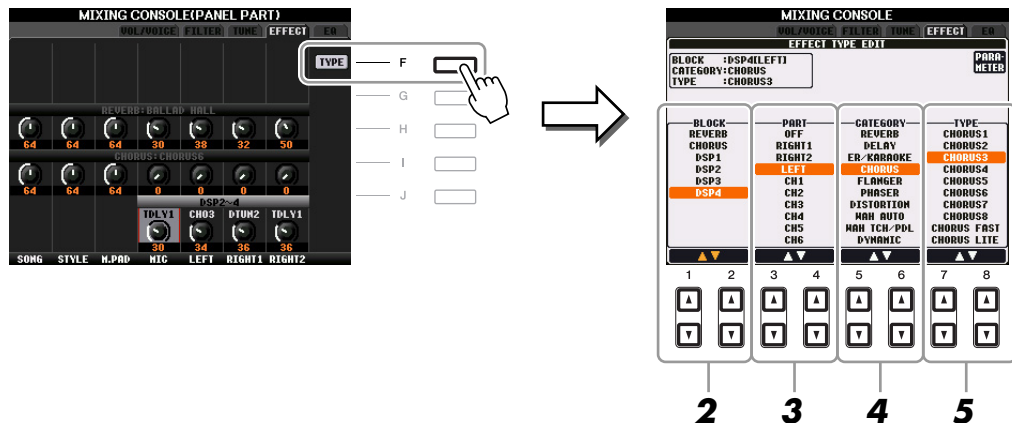 MIXING CONSOLE(PANEL PART)
VOL/VOICE FILTER TUNE EFFECT EQ
TYPE F
G
H
I
J
REVERB:BALLAD HALL
64 64 64 30 38 32 50
CHORUS:CHORUS6
64 64 64 0 0 0 0
DSP2~4
TDLY1 CHO3 DTUN2 TDLY1
30 34 36 36
SONG STYLE M.PAD MIC LEFT RIGHT1 RIGHT2
MIXING CONSOLE
VOL/VOICE FILTER TUNE EFFECT EQ
EFFECT TYPE EDIT
BLOCK :DSP4[LEFT]
CATEGORY:CHORUS
TYPE :CHORUS3
PARA-
METER
BLOCK
REVERB
CHORUS
DSP1
DSP2
DSP3
DSP4
PART
OFF
RIGHT1
RIGHT2
LEFT
CH1
CH2
CH3
CH4
CH5
CH6
CATEGORY
REVERB
DELAY
ER/KARAOKE
CHORUS
FLANGER
PHASER
DISTORTION
WAH AUTO
WAH TCH/PDL
DYNAMIC
TYPE
CHORUS1
CHORUS2
CHORUS3
CHORUS4
CHORUS5
CHORUS6
CHORUS7
CHORUS8
CHORUS FAST
CHORUS LITE
1 2 3 4 5 6 7 8
2 3 4 5